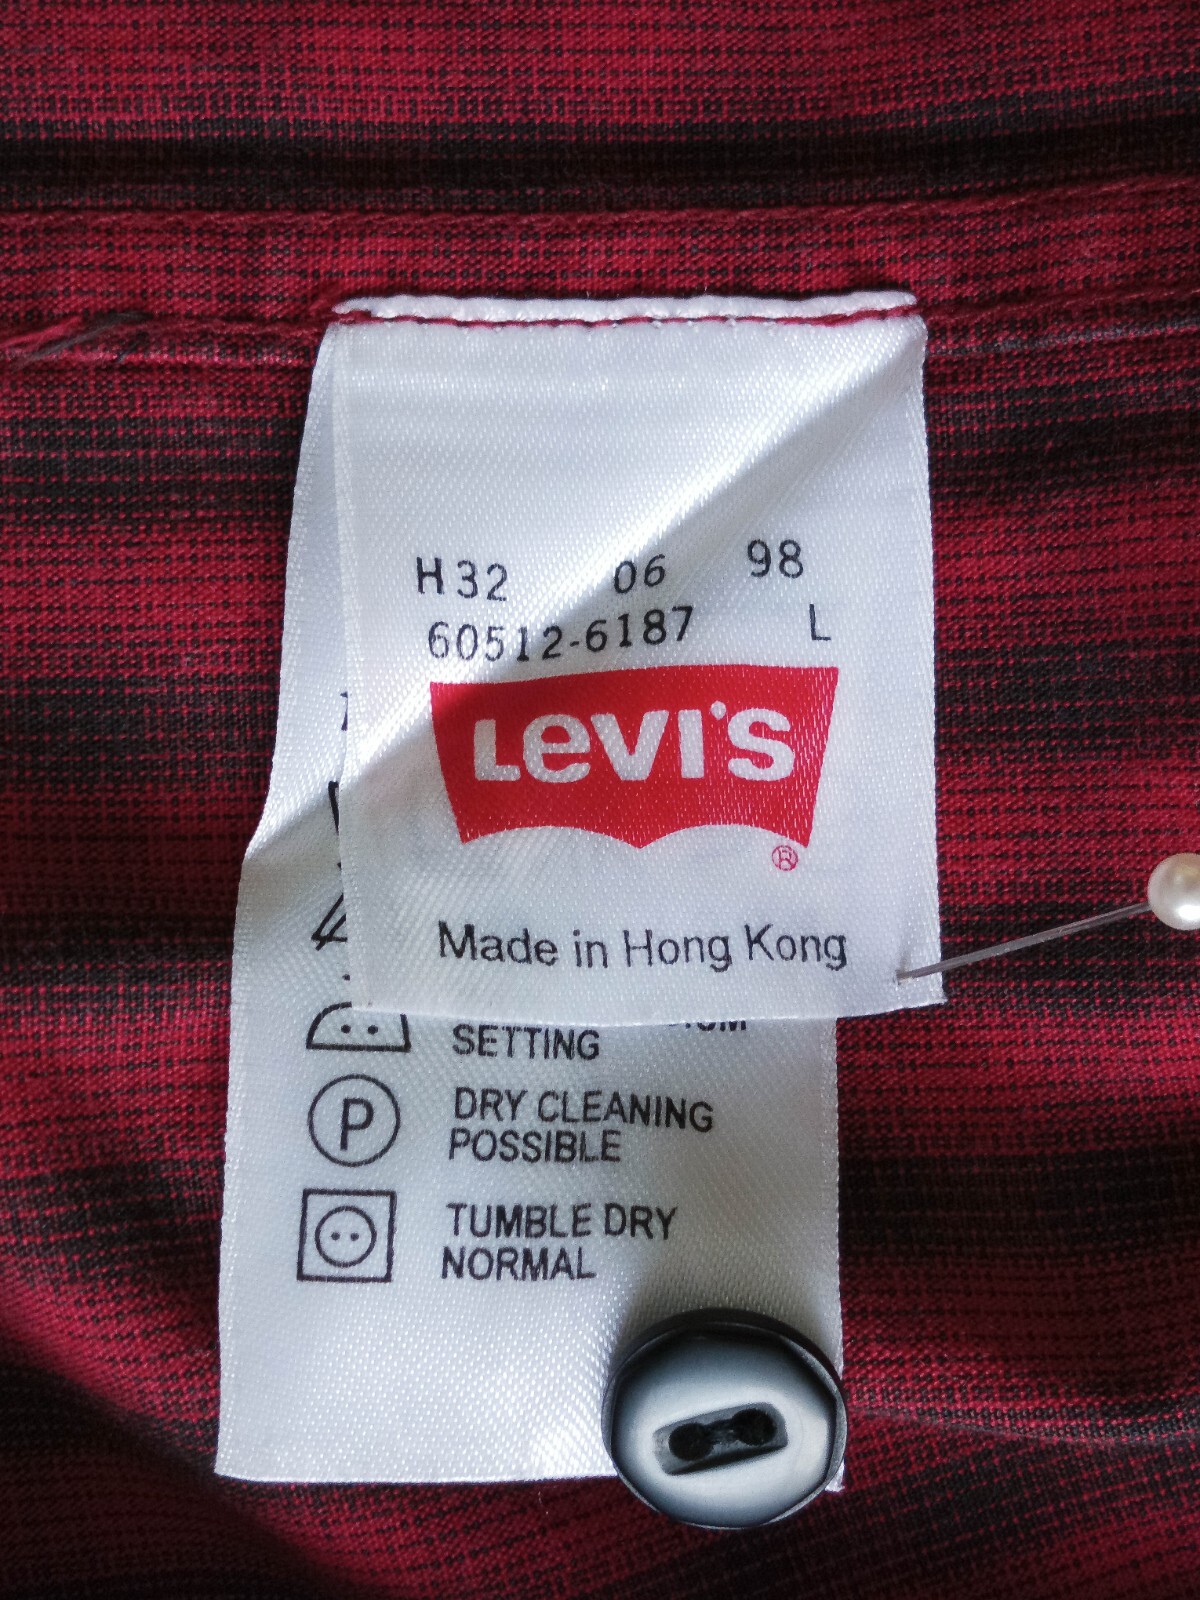 H32 06 98
60512-6187 L
LEVI'S
®
Made in Hong Kong
SETTING
P DRY CLEANING
POSSIBLE
TUMBLE DRY
NORMAL